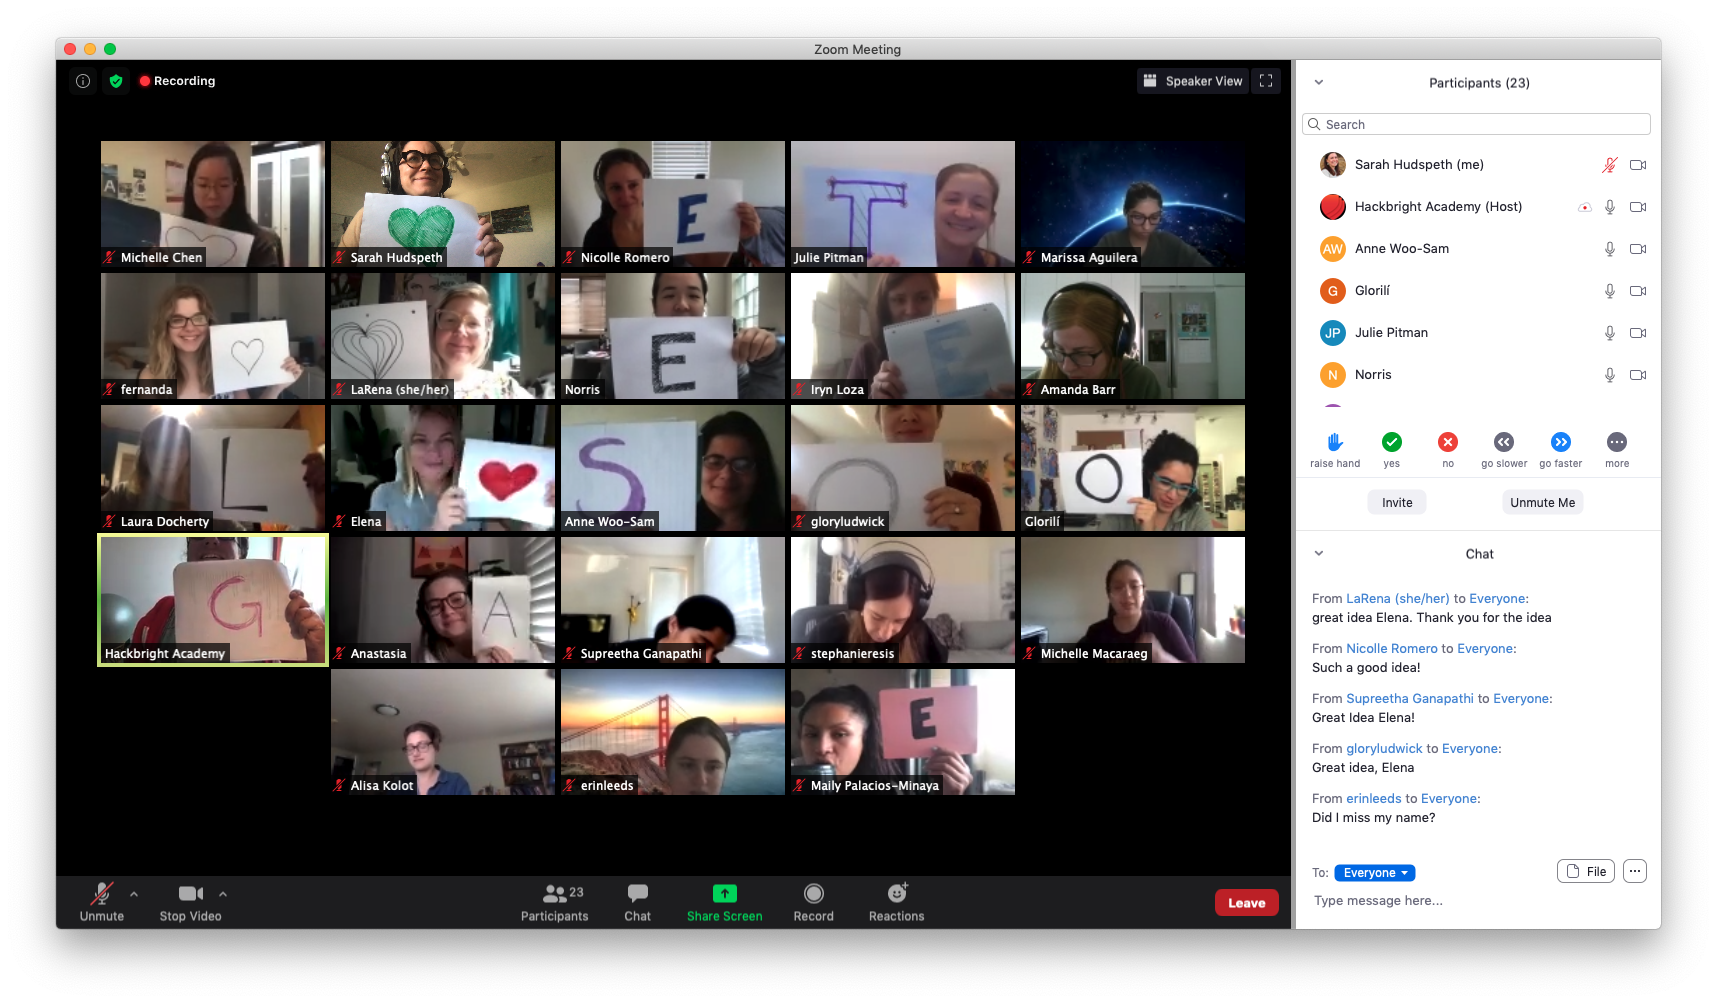 Zoom Meeting
Recording
Speaker View
Michelle Chen
Sarah Hudspeth
E
Nicolle Romero
T
Julie Pitman
Marissa Aguilera
fernanda
LaRena (she/her)
E
Norris
E
Iryn Loza
Amanda Barr
L
Laura Docherty
Elena
S
Anne Woo-Sam
O
gloryludwick
O
Glorilí
G
Hackbright Academy
A
Anastasia
Supreetha Ganapathi
stephanieresis
Michelle Macaraeg
Alisa Kolot
erinleeds
E
Maily Palacios-Minaya
Unmute
Stop Video
23
Participants
Chat
Share Screen
Record
Reactions
Leave
Participants (23)
Search
Sarah Hudspeth (me)
Hackbright Academy (Host)
AW Anne Woo-Sam
G Glorilí
JP Julie Pitman
N Norris
raise hand yes no go slower go faster more
Invite Unmute Me
Chat
From LaRena (she/her) to Everyone:
great idea Elena. Thank you for the idea
From Nicolle Romero to Everyone:
Such a good idea!
From Supreetha Ganapathi to Everyone:
Great Idea Elena!
From gloryludwick to Everyone:
Great idea, Elena
From erinleeds to Everyone:
Did I miss my name?
To: Everyone File
Type message here...